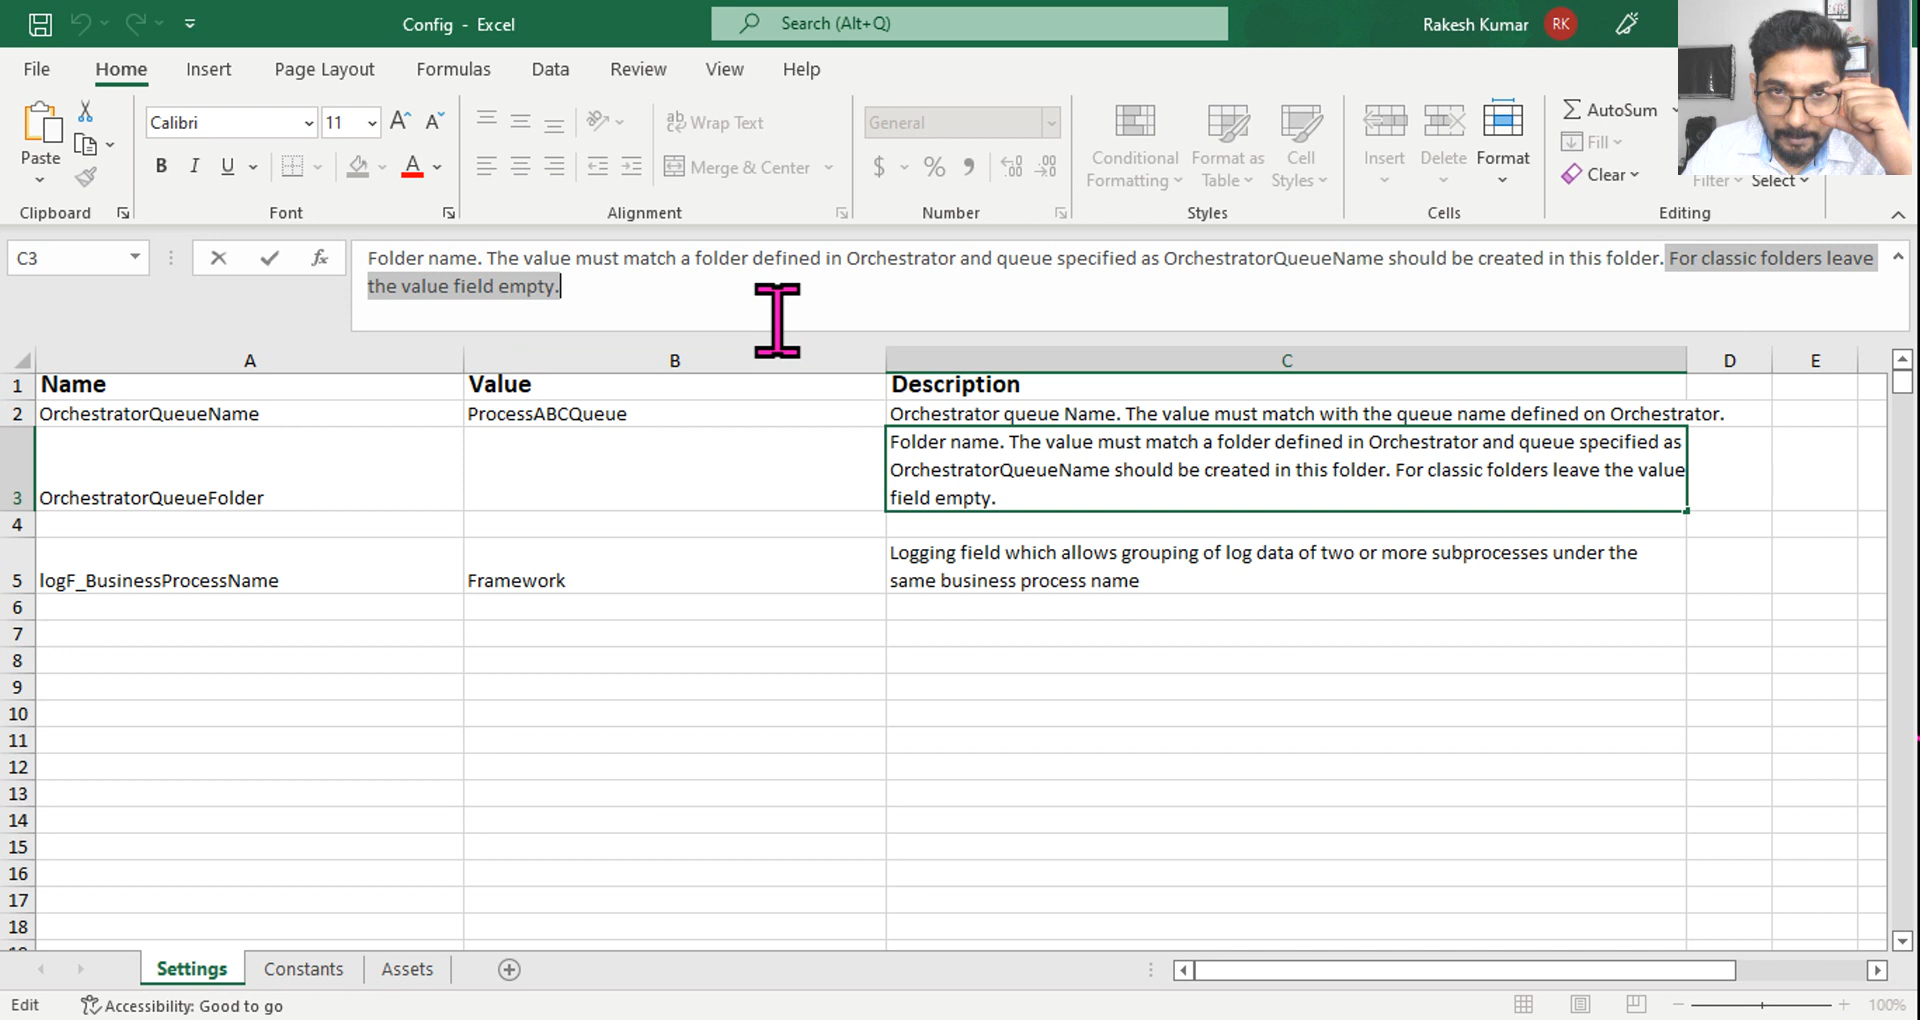 Config - Excel
Search (Alt+Q)
Rakesh Kumar RK
File Home Insert Page Layout Formulas Data Review View Help
Calibri 11
Wrap Text
General
AutoSum
Paste
B I U
A
Merge & Center
$ %
Conditional Formatting
Format as Table
Cell Styles
Insert Delete Format
Fill
Clear
Filter Select
Clipboard Font Alignment Number Styles Cells Editing
C3
fx
Folder name. The value must match a folder defined in Orchestrator and queue specified as OrchestratorQueueName should be created in this folder. For classic folders leave
the value field empty.
A B C D E
1 Name Value Description
2 OrchestratorQueueName ProcessABCQueue Orchestrator queue Name. The value must match with the queue name defined on Orchestrator.
Folder name. The value must match a folder defined in Orchestrator and queue specified as
OrchestratorQueueName should be created in this folder. For classic folders leave the value
3 OrchestratorQueueFolder field empty.
4
Logging field which allows grouping of log data of two or more subprocesses under the
5 logF_BusinessProcessName Framework same business process name
6
7
8
9
10
11
12
13
14
15
16
17
18
Settings Constants Assets
Edit Accessibility: Good to go 100%